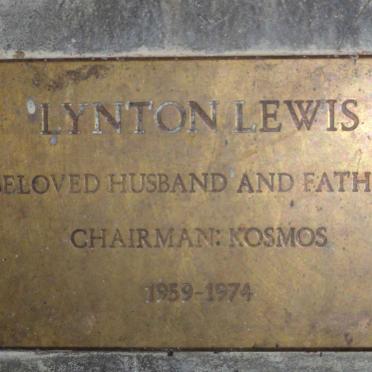 LYNTON LEWIS
BELOVED HUSBAND AND FATH
CHAIRMAN: KOSMOS
1959-1974